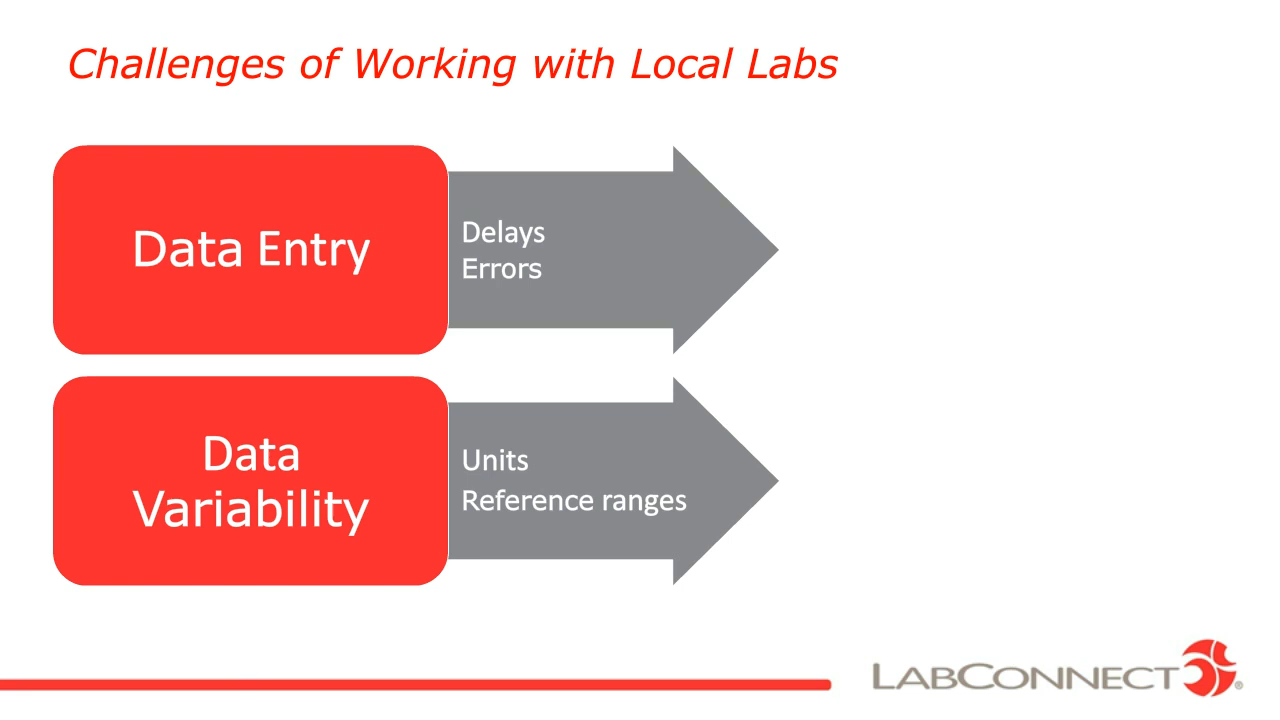 Challenges of Working with Local Labs
Data Entry
Delays
Errors
Data
Variability
Units
Reference ranges
LABCONNECT®